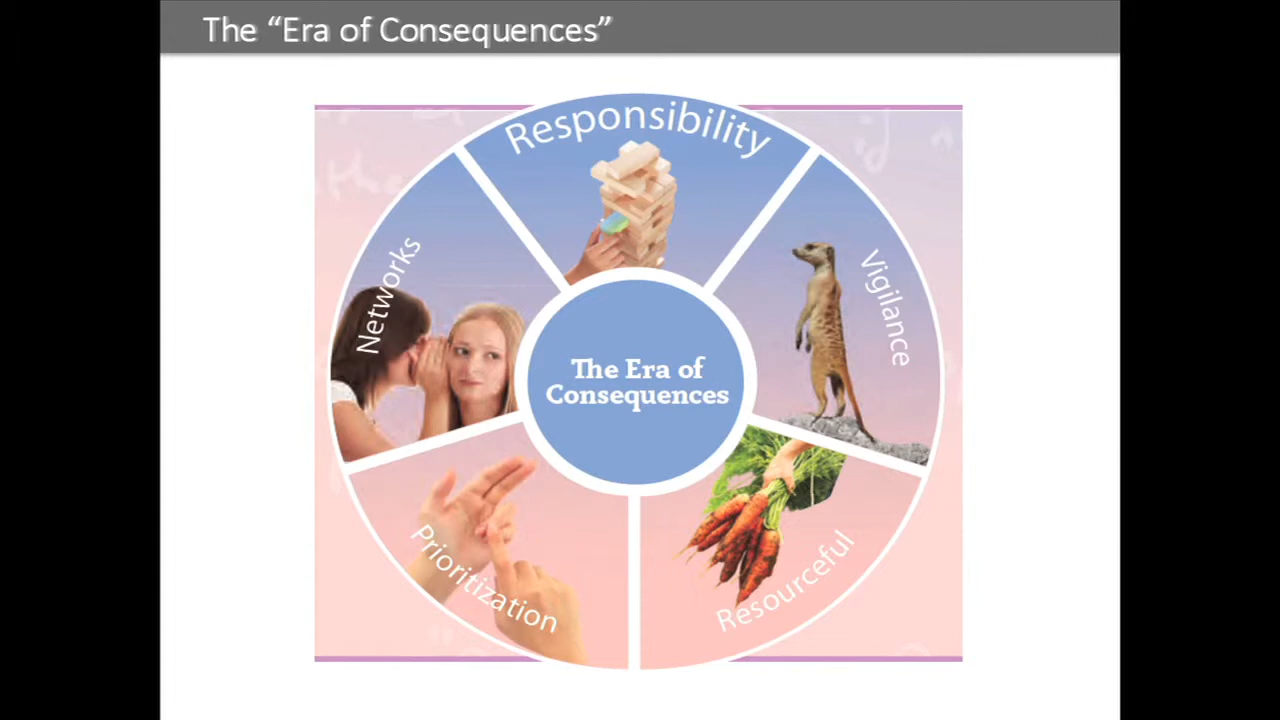 The “Era of Consequences”
Responsibility
Networks
Vigilance
The Era of
Consequences
Prioritization
Resourceful